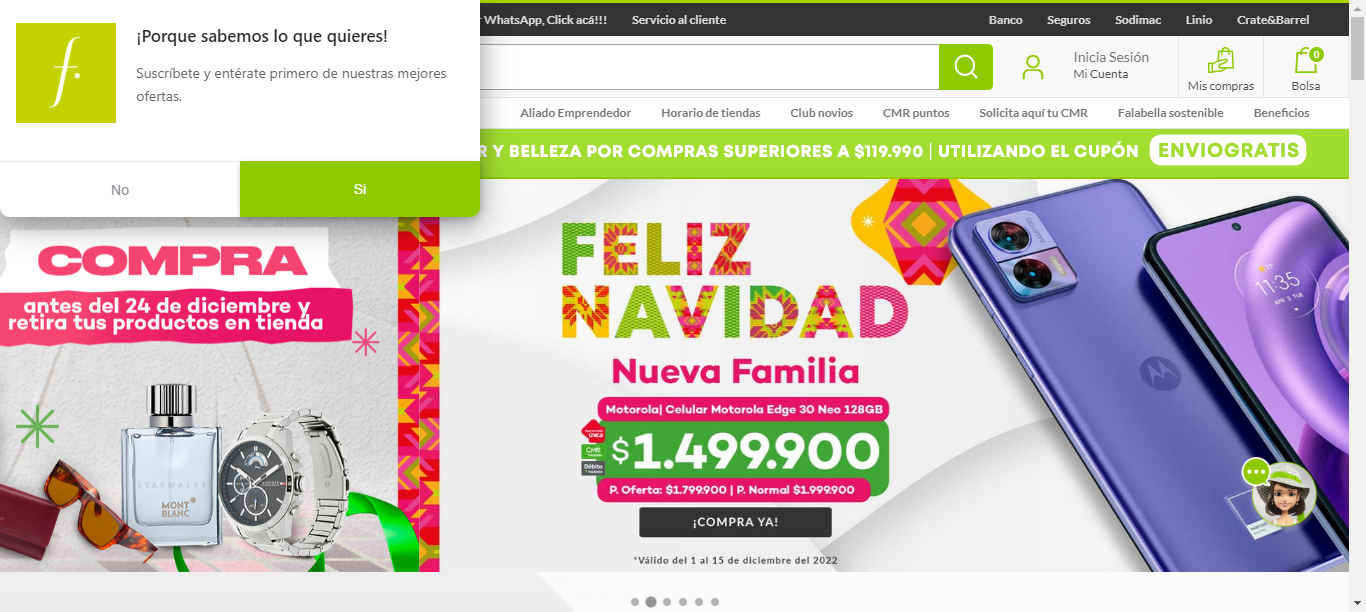 WhatsApp, Click acá!!!
Servicio al cliente
Banco
Seguros
Sodimac
Linio
Crate&Barrel
f.
¡Porque sabemos lo que quieres!
Suscríbete y entérate primero de nuestras mejores
ofertas.
No
Si
Inicia Sesión
Mi Cuenta
Mis compras
0
Bolsa
Aliado Emprendedor
Horario de tiendas
Club novios
CMR puntos
Solicita aquí tu CMR
Falabella sostenible
Beneficios
Y BELLEZA POR COMPRAS SUPERIORES A $119.990 | UTILIZANDO EL CUPÓN ENVIOGRATIS
COMPRA
antes del 24 de diciembre y
retira tus productos en tienda
STARWALKER
MONT
BLANC
FELIZ
NAVIDAD
Nueva Familia
Motorola| Celular Motorola Edge 30 Neo 128GB
única
CMR
Débito
$1.499.900
P. Oferta: $1.799.900 | P. Normal $1.999.900
¡COMPRA YA!
*Válido del 1 al 15 de diciembre del 2022
11:35